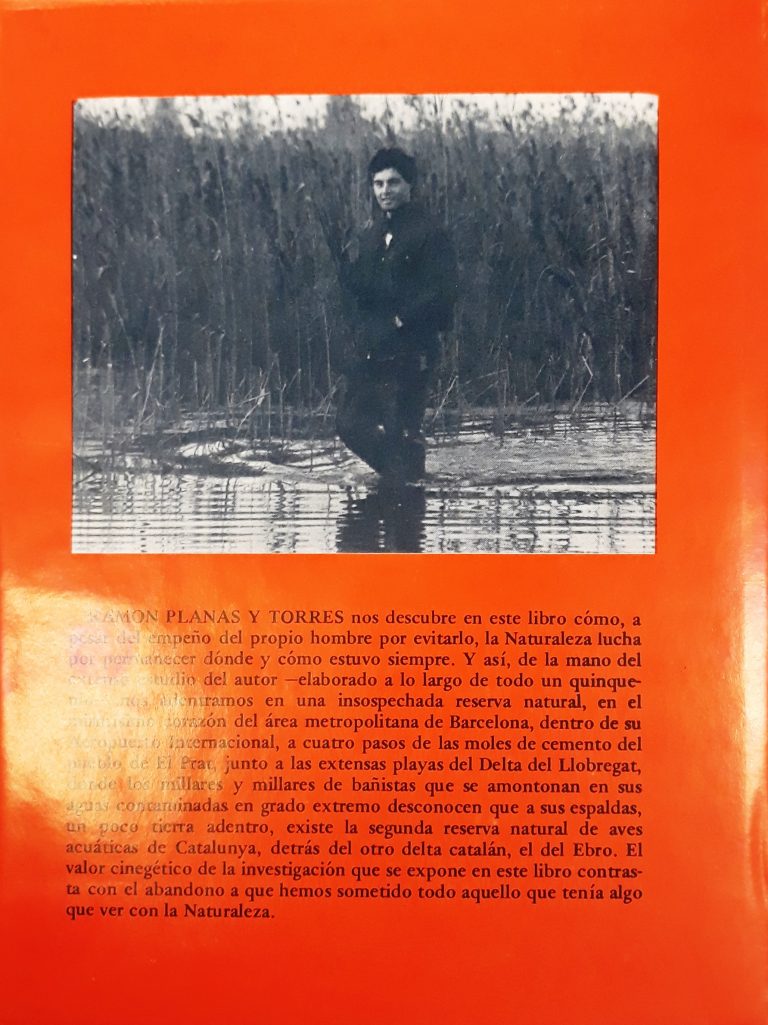 RAMON PLANAS Y TORRES nos descubre en este libro cómo, a
pesar del empeño del propio hombre por evitarlo, la Naturaleza lucha
por permanecer dónde y cómo estuvo siempre. Y así, de la mano del
extenso estudio del autor —elaborado a lo largo de todo un quinque-
nio— nos adentramos en una insospechada reserva natural, en el
mismísimo corazón del área metropolitana de Barcelona, dentro de su
Aeropuerto Internacional, a cuatro pasos de las moles de cemento del
pueblo de El Prat, junto a las extensas playas del Delta del Llobregat,
donde los millares y millares de bañistas que se amontonan en sus
aguas contaminadas en grado extremo desconocen que a sus espaldas,
un poco tierra adentro, existe la segunda reserva natural de aves
acuáticas de Catalunya, detrás del otro delta catalán, el del Ebro. El
valor cinegético de la investigación que se expone en este libro contras-
ta con el abandono a que hemos sometido todo aquello que tenía algo
que ver con la Naturaleza.